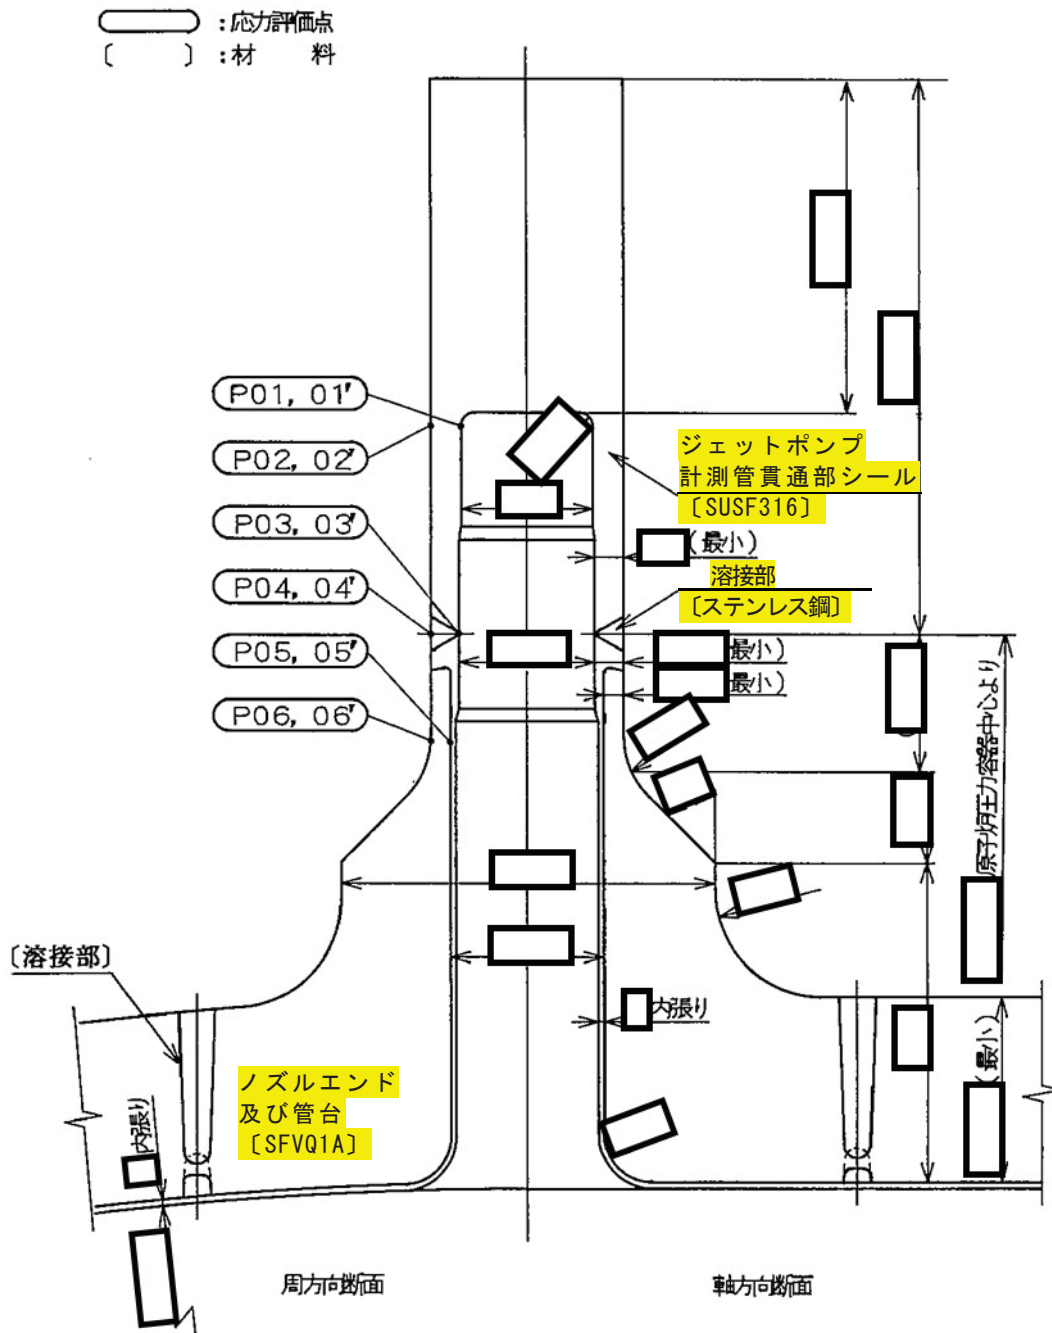 ：応力評価点
〔　　〕：材　　料
P01, 01'
P02, 02'
P03, 03'
P04, 04'
P05, 05'
P06, 06'
ジェットポンプ
計測管貫通部シール
〔SUSF316〕
(最小)
溶接部
〔ステンレス鋼〕
最小)
最小)
原子炉圧力容器中心より
〔溶接部〕
内張り
(最小)
ノズルエンド
及び管台
〔SFVQ1A〕
内張り
周方向断面
軸方向断面